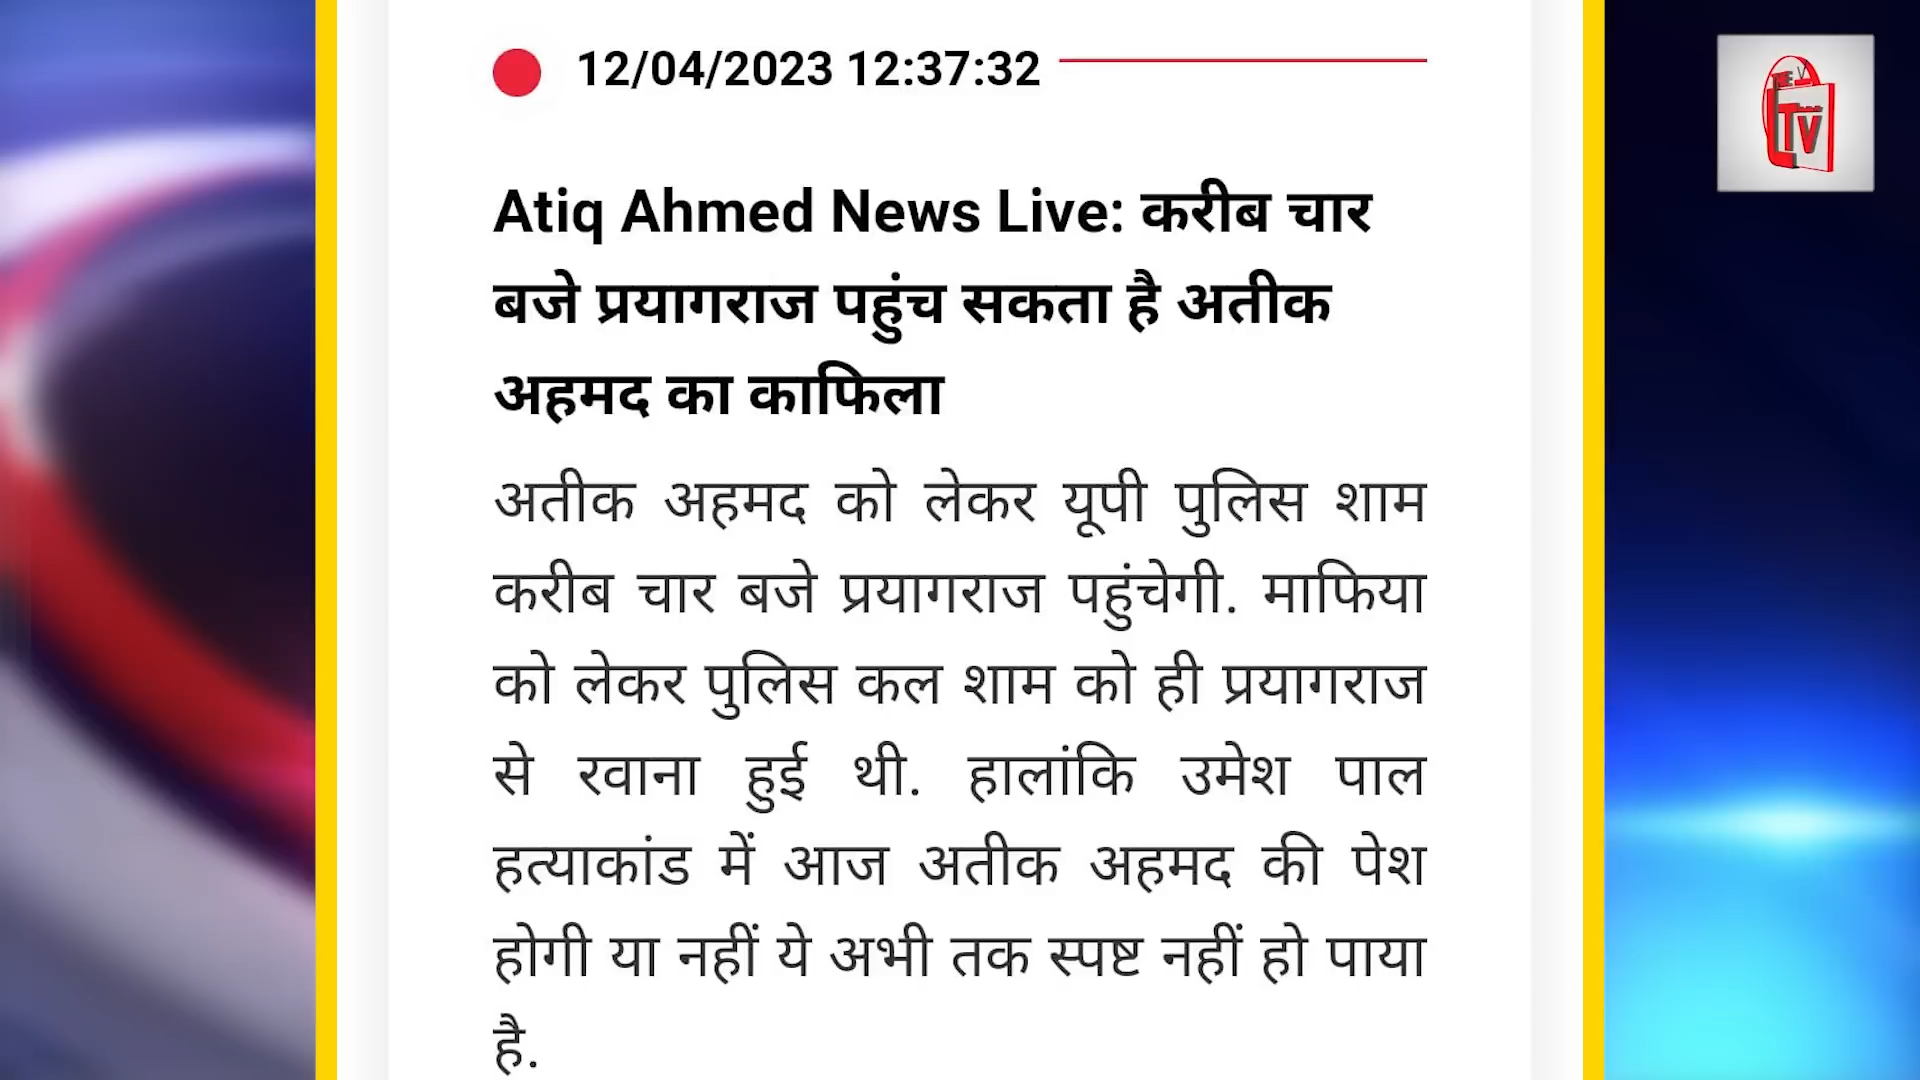 12/04/2023 12:37:32
Atiq Ahmed News Live: करीब चार
बजे प्रयागराज पहुंच सकता है अतीक
अहमद का काफिला
अतीक अहमद को लेकर यूपी पुलिस शाम
करीब चार बजे प्रयागराज पहुंचेगी. माफिया
को लेकर पुलिस कल शाम को ही प्रयागराज
से रवाना हुई थी. हालांकि उमेश पाल
हत्याकांड में आज अतीक अहमद की पेश
होगी या नहीं ये अभी तक स्पष्ट नहीं हो पाया
है.
TV